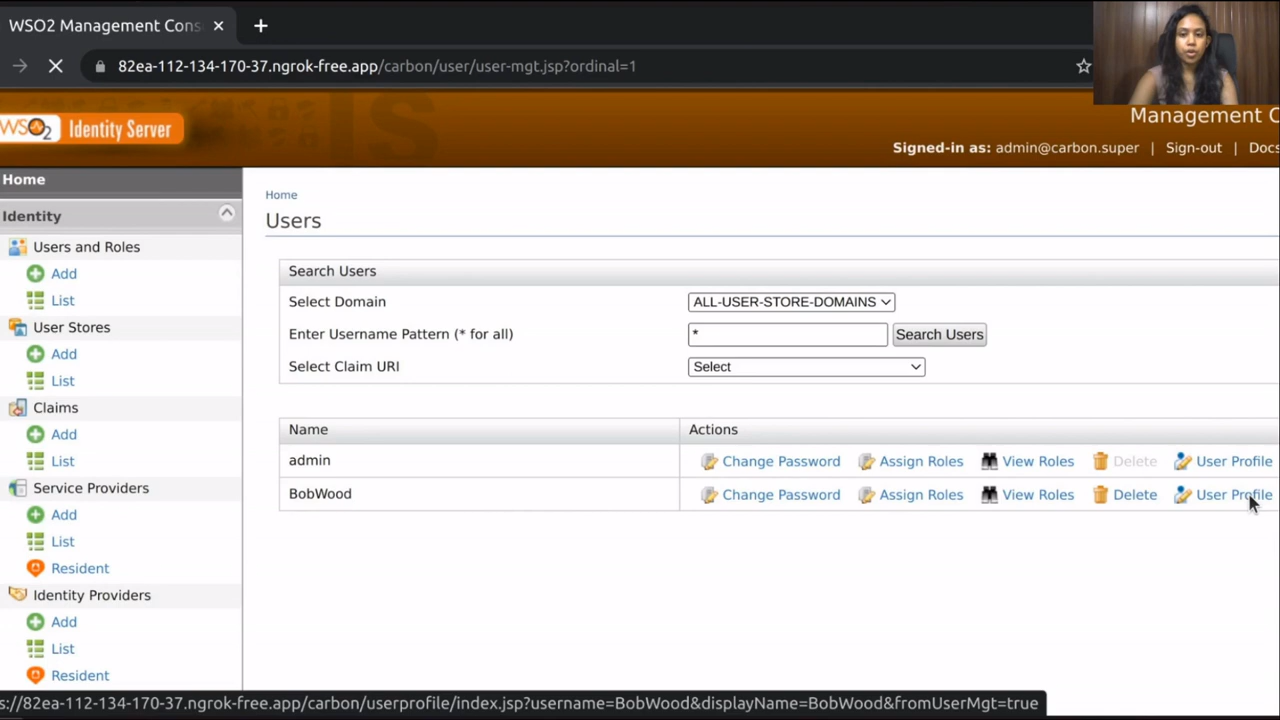 WSO2 Management Cons
82ea-112-134-170-37.ngrok-free.app/carbon/user/user-mgt.jsp?ordinal=1
WSO2 Identity Server
Management C
Signed-in as: admin@carbon.super | Sign-out | Docs
Home
Identity
Users and Roles
Add
List
User Stores
Add
List
Claims
Add
List
Service Providers
Add
List
Resident
Identity Providers
Add
List
Resident
Home
Users
Search Users
Select Domain ALL-USER-STORE-DOMAINS
Enter Username Pattern (* for all) * Search Users
Select Claim URI Select
Name Actions
admin Change Password Assign Roles View Roles Delete User Profile
BobWood Change Password Assign Roles View Roles Delete User Profile
s://82ea-112-134-170-37.ngrok-free.app/carbon/userprofile/index.jsp?username=BobWood&displayName=BobWood&fromUserMgt=true